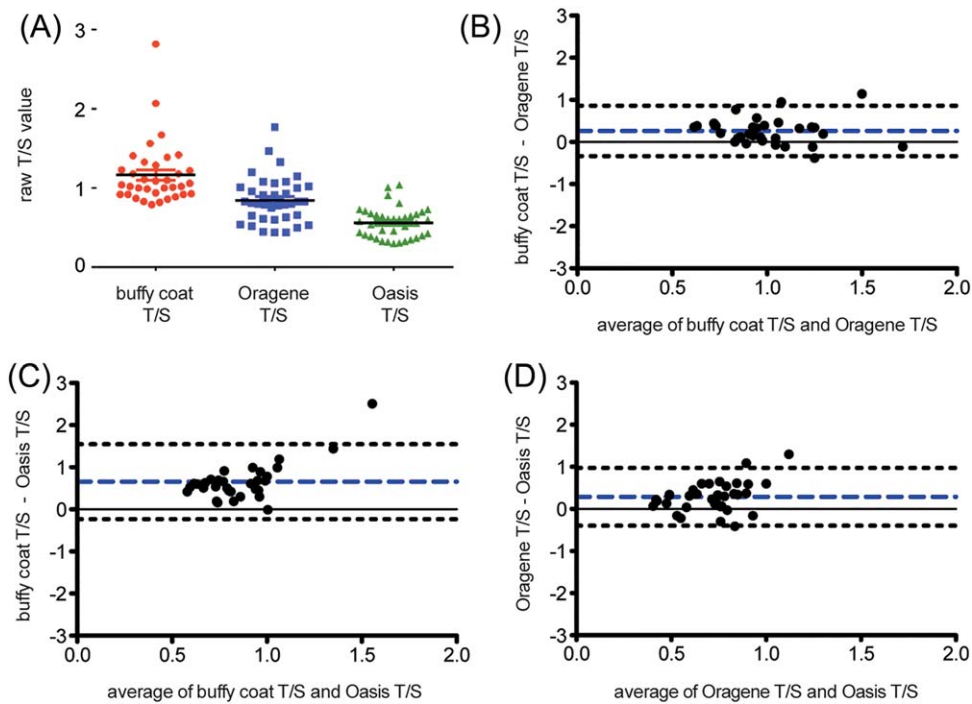 (A)
raw T/S value
3
2
1
0
buffy coat
T/S
Oragene
T/S
Oasis
T/S
(B)
buffy coat T/S - Oragene T/S
3
2
1
0
-1
-2
-3
0.0 0.5 1.0 1.5 2.0
average of buffy coat T/S and Oragene T/S
(C)
buffy coat T/S - Oasis T/S
3
2
1
0
-1
-2
-3
0.0 0.5 1.0 1.5 2.0
average of buffy coat T/S and Oasis T/S
(D)
Oragene T/S - Oasis T/S
3
2
1
0
-1
-2
-3
0.0 0.5 1.0 1.5 2.0
average of Oragene T/S and Oasis T/S